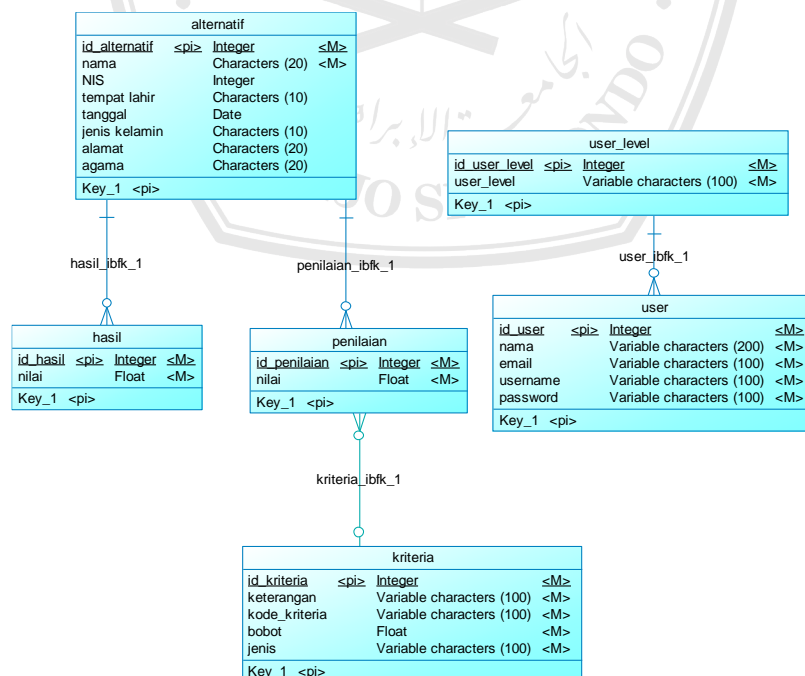 alternatif
id_alternatif <pi> Integer <M>
nama Characters (20) <M>
NIS Integer
tempat lahir Characters (10)
tanggal Date
jenis kelamin Characters (10)
alamat Characters (20)
agama Characters (20)
Key_1 <pi>
user_level
id_user_level <pi> Integer <M>
user_level Variable characters (100) <M>
Key_1 <pi>
hasil_ibfk_1
penilaian_ibfk_1
user_ibfk_1
hasil
id_hasil <pi> Integer <M>
nilai Float <M>
Key_1 <pi>
penilaian
id_penilaian <pi> Integer <M>
nilai Float <M>
Key_1 <pi>
user
id_user <pi> Integer <M>
nama Variable characters (200) <M>
email Variable characters (100) <M>
username Variable characters (100) <M>
password Variable characters (100) <M>
Key_1 <pi>
kriteria_ibfk_1
kriteria
id_kriteria <pi> Integer <M>
keterangan Variable characters (100) <M>
kode_kriteria Variable characters (100) <M>
bobot Float <M>
jenis Variable characters (100) <M>
Key_1 <pi>